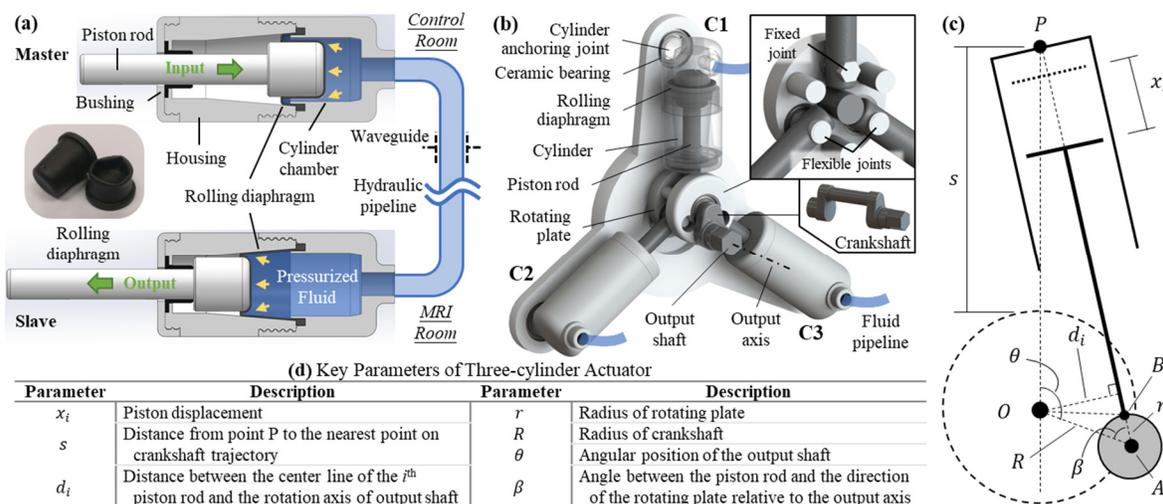 (a)
Piston rod
Master
Input
Bushing
Housing
Cylinder
chamber
Rolling diaphragm
Rolling
diaphragm
Control
Room
Waveguide
Hydraulic
pipeline
Output
Pressurized
Fluid
Slave
MRI
Room
(b)
C1
Cylinder
anchoring joint
Ceramic bearing
Rolling
diaphragm
Cylinder
Piston rod
Rotating
plate
C2
Fixed
joint
Flexible joints
Crankshaft
Output
shaft
Output
axis
C3
Fluid
pipeline
(c)
P
s
d_i
θ
O
B
r
R
β
A
(d) Key Parameters of Three-cylinder Actuator
Parameter Description Parameter Description
x_i Piston displacement r Radius of rotating plate
s Distance from point P to the nearest point on R Radius of crankshaft
crankshaft trajectory θ Angular position of the output shaft
d_i Distance between the center line of the i^th β Angle between the piston rod and the direction
piston rod and the rotation axis of output shaft of the rotating plate relative to the output axis